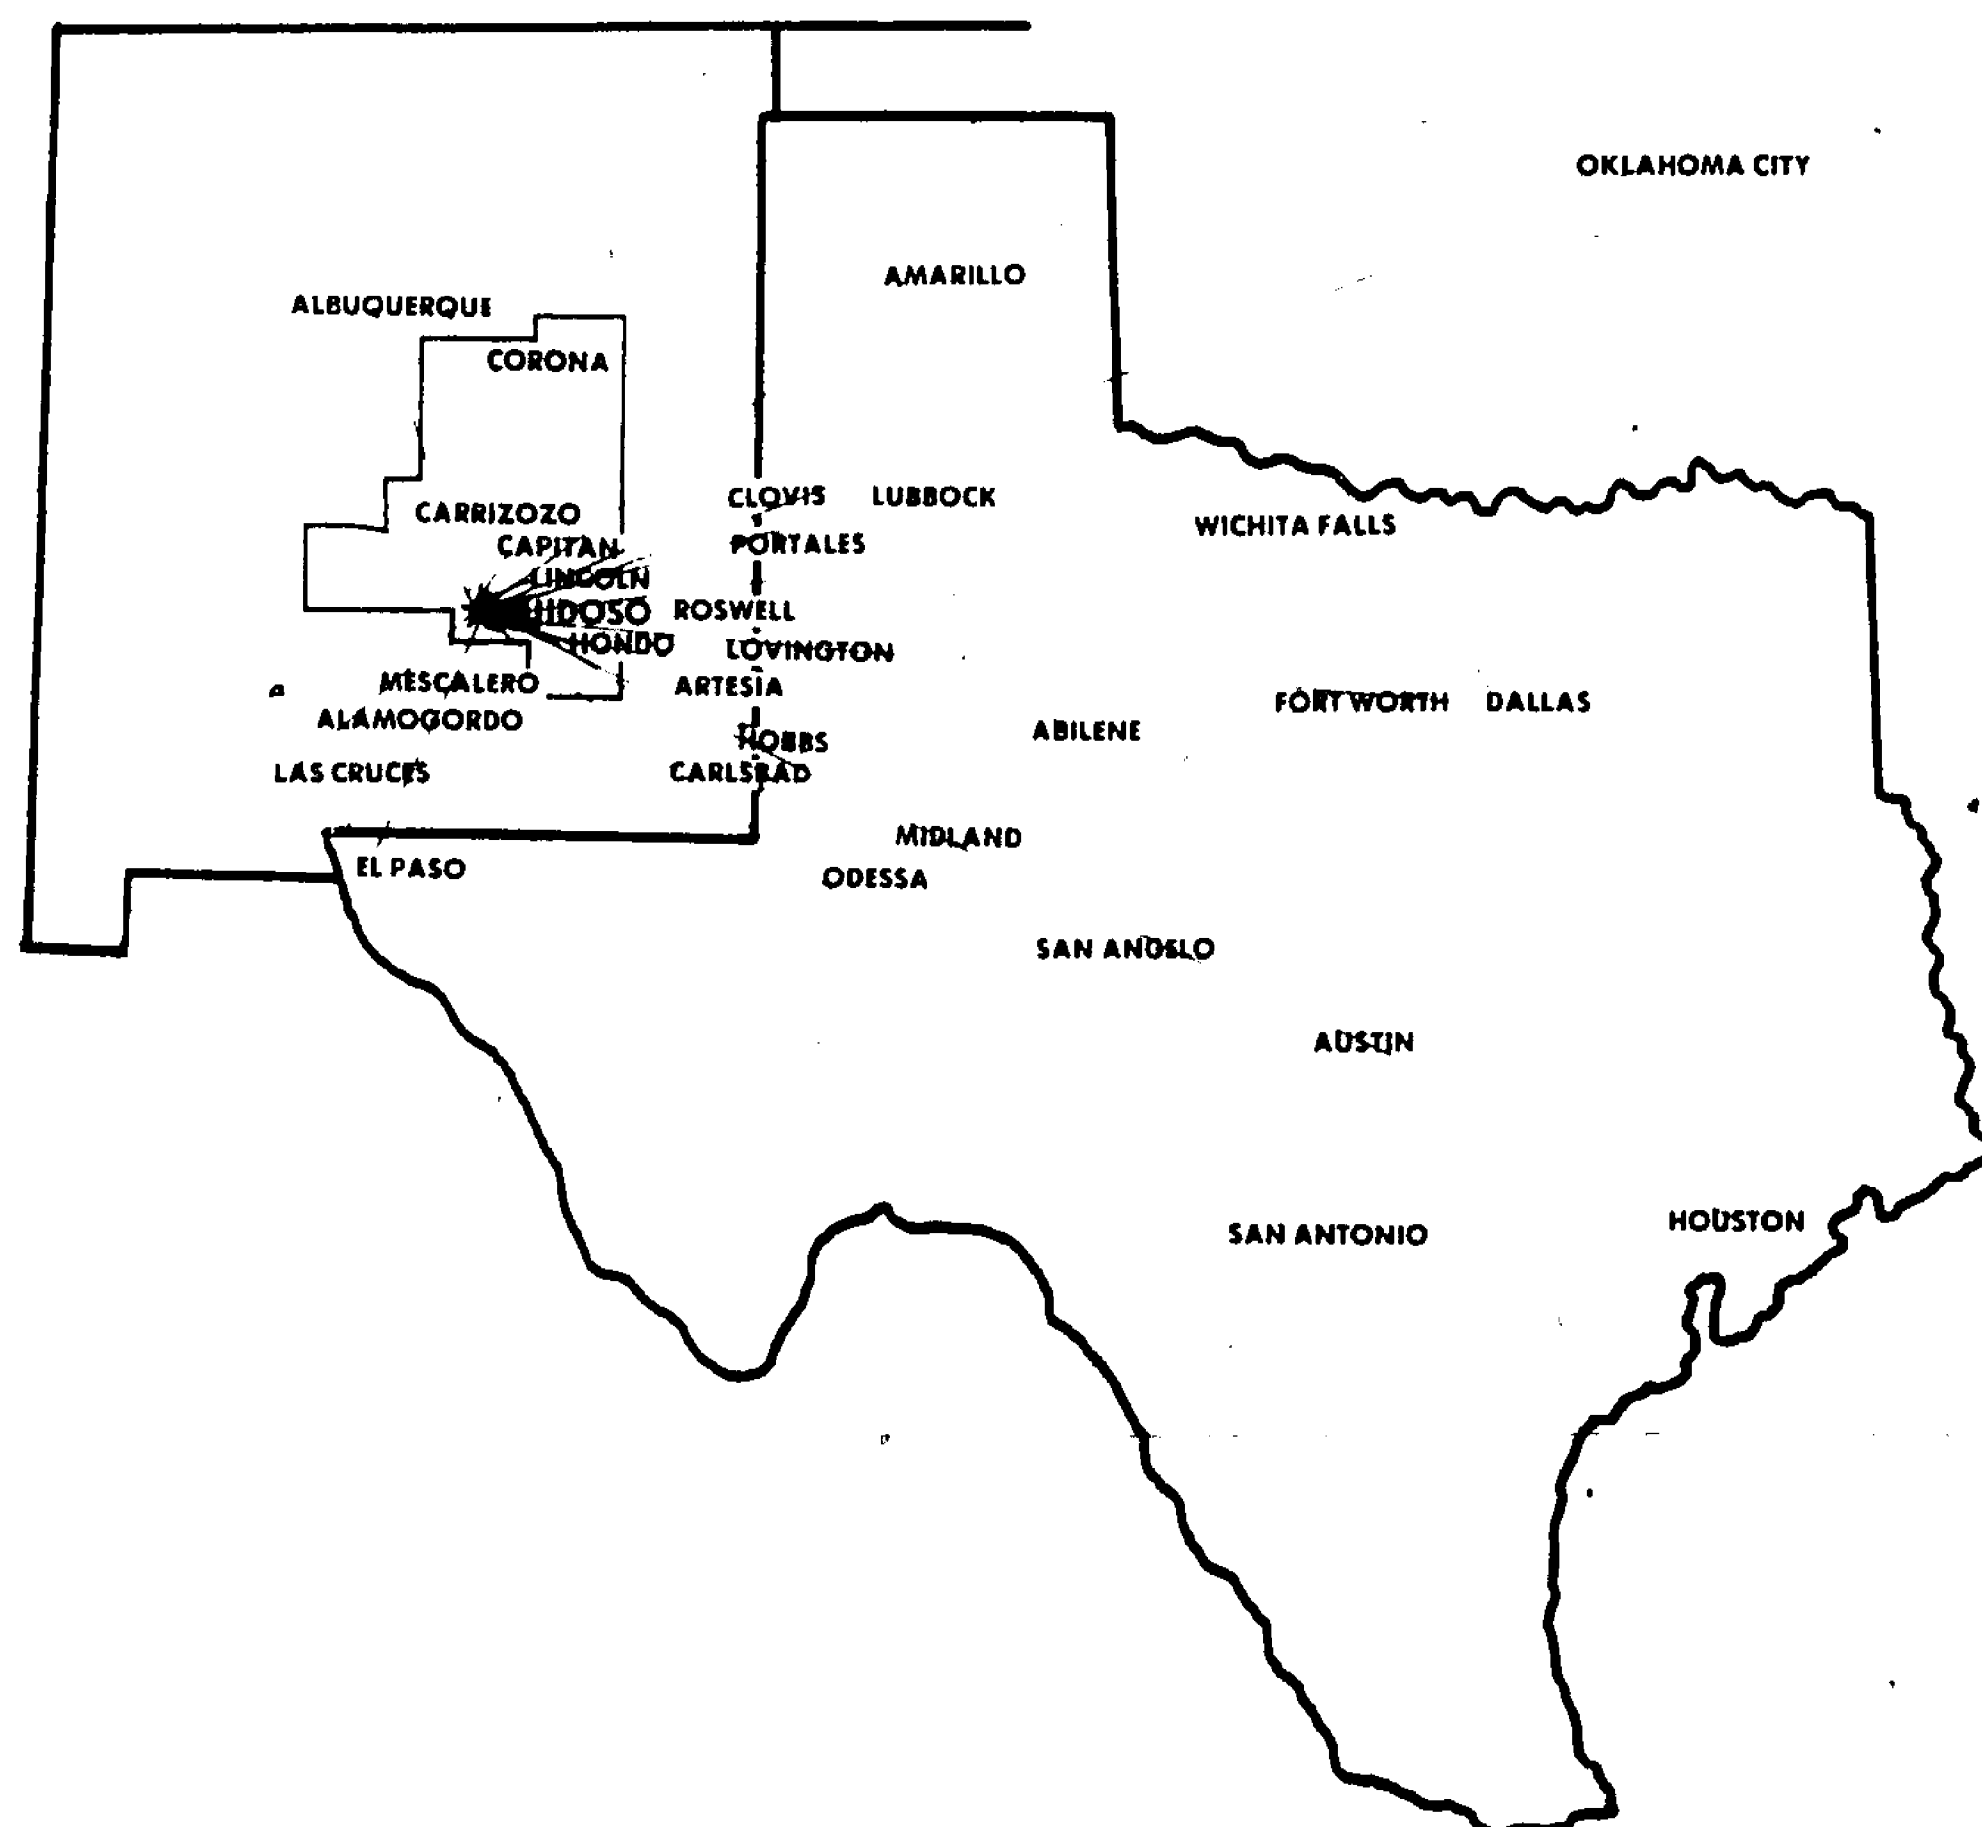 OKLAHOMA CITY
AMARILLO
ALBUQUERQUE
CORONA
CLOVIS LUBBOCK
CARRIZOZO
WICHITA FALLS
CAPITAN
PORTALES
LINCOLN
IDOSO ROSWELL
HONDO
LOVINGTON
MESCALERO
ARTESIA
FORT WORTH DALLAS
ALAMOGORDO
ABILENE
HOBBS
LAS CRUCES
CARLSBAD
MIDLAND
EL PASO
ODESSA
SAN ANGELO
AUSTIN
HOUSTON
SAN ANTONIO